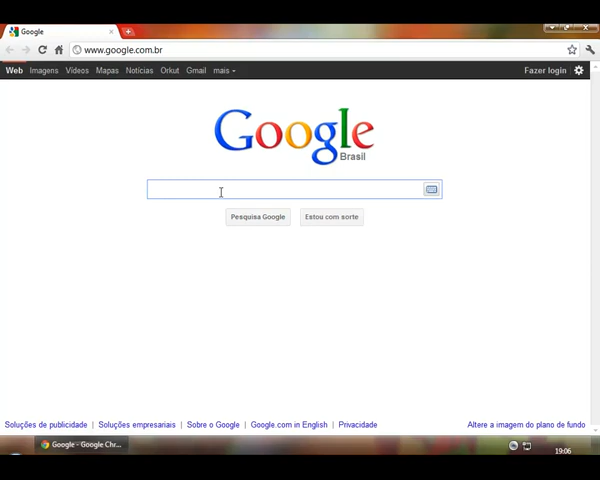 Google
www.google.com.br
Web Imagens Vídeos Mapas Notícias Orkut Gmail mais Fazer login
Google
Brasil
Pesquisa Google Estou com sorte
Soluções de publicidade | Soluções empresariais | Sobre o Google | Google.com in English | Privacidade Altere a imagem do plano de fundo
Google - Google Chr...
19:06